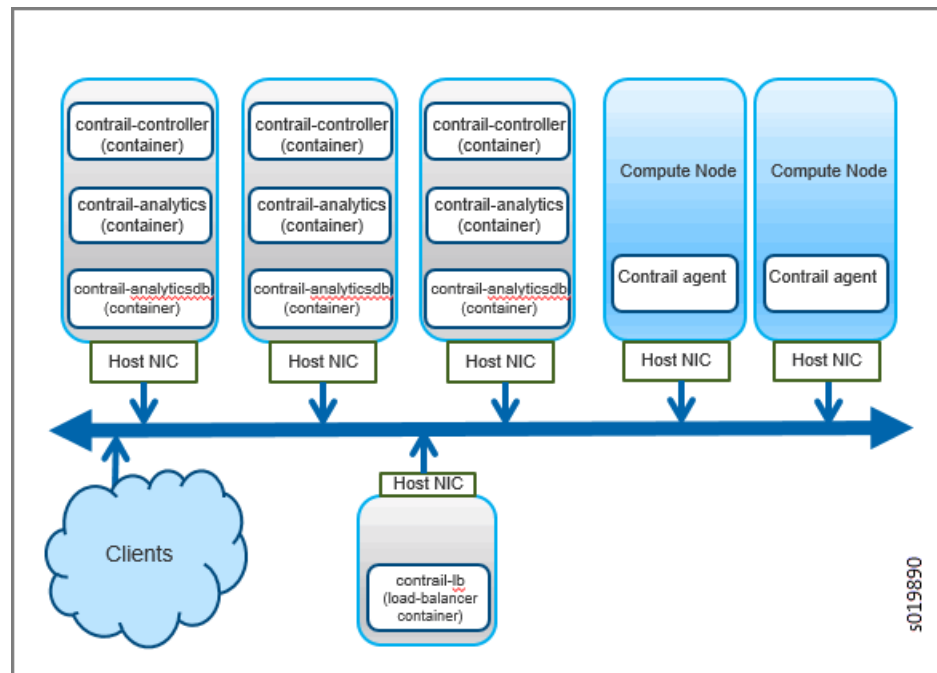 contrail-controller
(container)
contrail-analytics
(container)
contrail-analyticsdb
(container)
Host NIC
contrail-controller
(container)
contrail-analytics
(container)
contrail-analyticsdb
(container)
Host NIC
contrail-controller
(container)
contrail-analytics
(container)
contrail-analyticsdb
(container)
Host NIC
Compute Node
Contrail agent
Host NIC
Compute Node
Contrail agent
Host NIC
Clients
Host NIC
contrail-lb
(load-balancer
container)
s019890